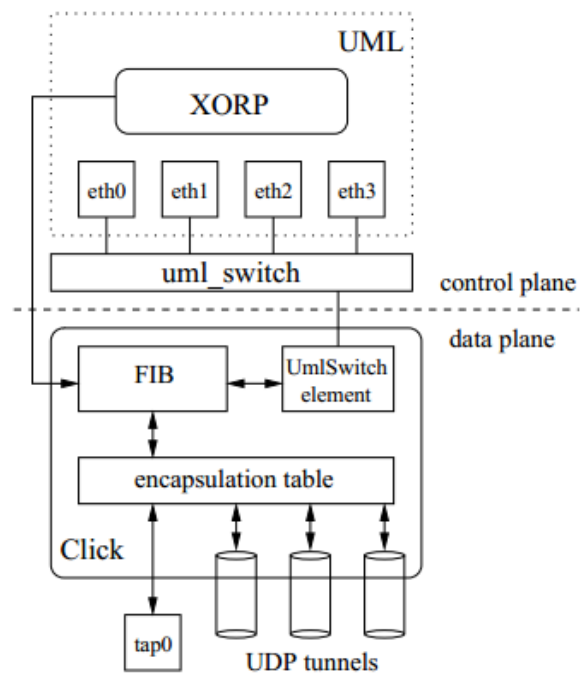 UML
XORP
eth0
eth1
eth2
eth3
uml_switch
control plane
data plane
FIB
UmlSwitch
element
encapsulation table
Click
tap0
UDP tunnels